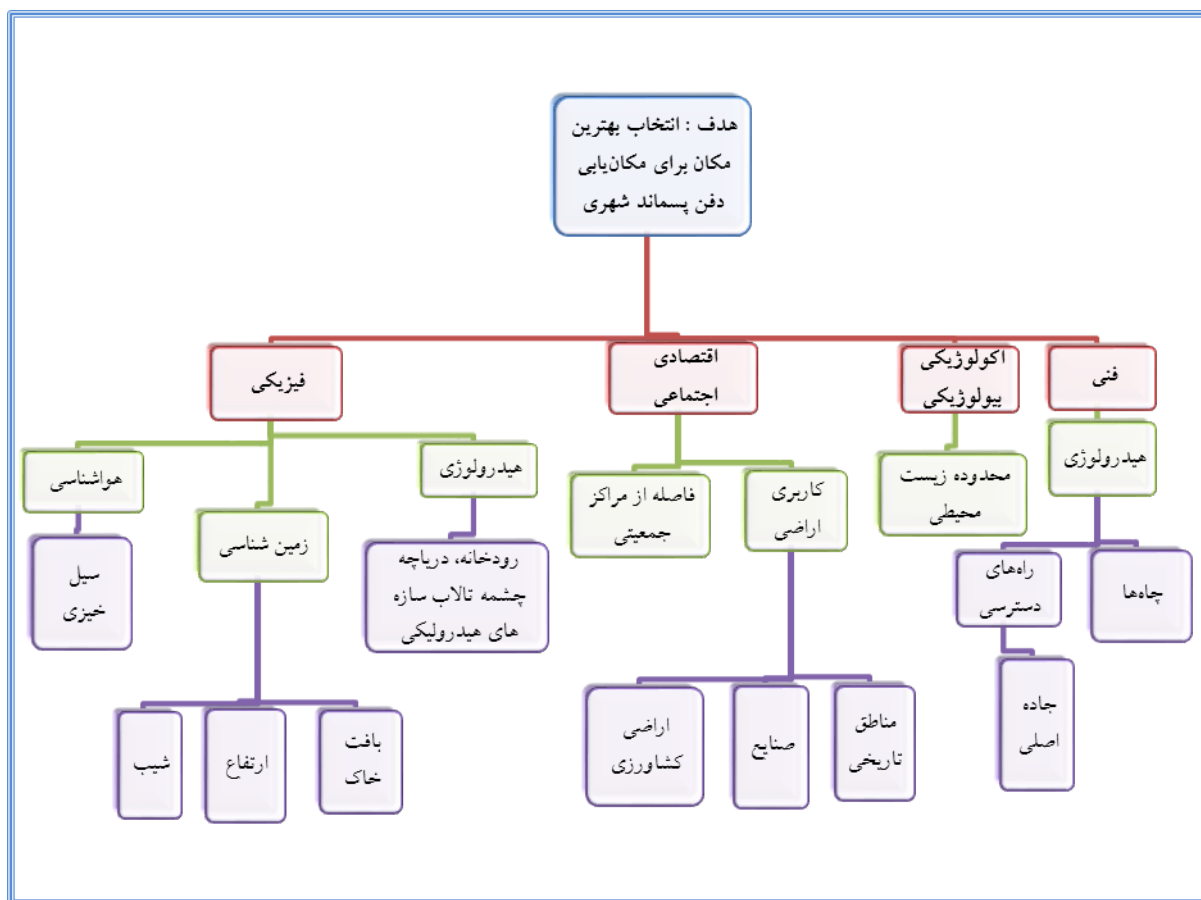 هدف : انتخاب بهترین
مکان برای مکان‌یابی
دفن پسماند شهری
فنی
اکولوژیکی
بیولوژیکی
اقتصادی
اجتماعی
فیزیکی
هیدرولوژی
محدوده زیست
محیطی
کاربری
اراضی
فاصله از مراکز
جمعیتی
هیدرولوژی
زمین شناسی
هواشناسی
چاه‌ها
راه‌های
دسترسی
جاده
اصلی
مناطق
تاریخی
صنایع
اراضی
کشاورزی
رودخانه، دریاچه
چشمه تالاب سازه
های هیدرولیکی
بافت
خاک
ارتفاع
شیب
سیل
خیزی